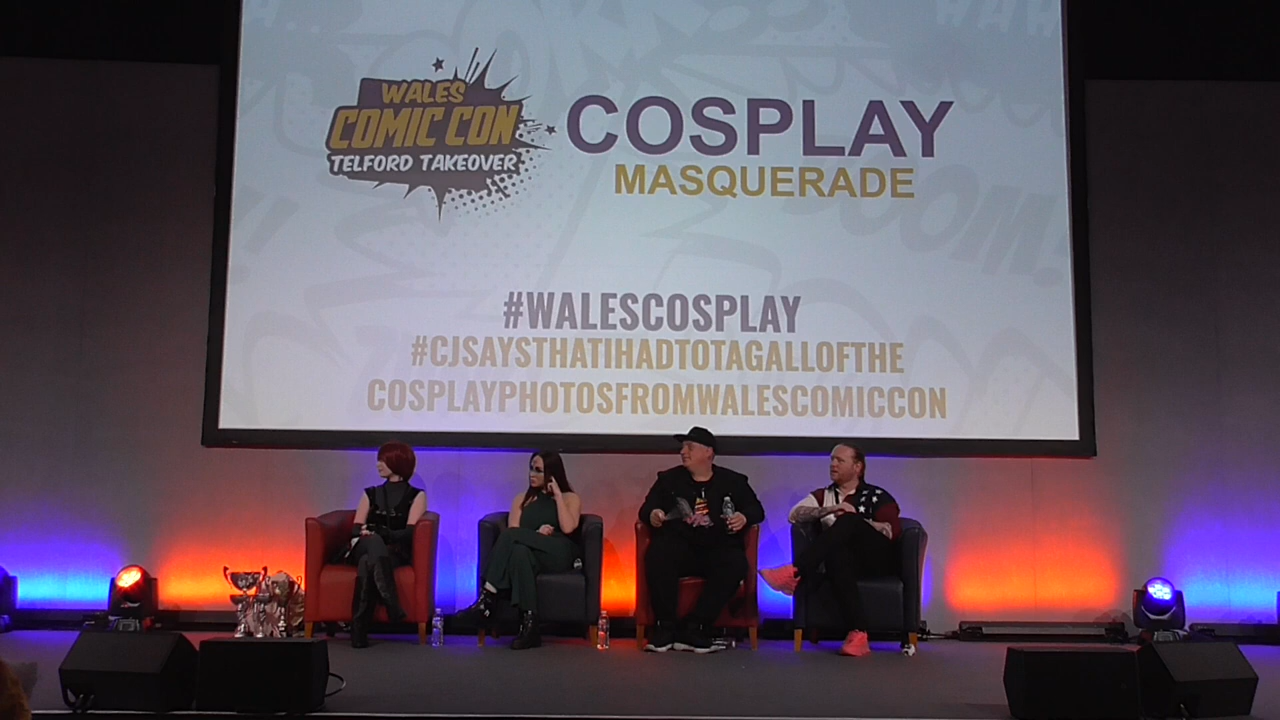 WALES
COMIC CON
TELFORD TAKEOVER
COSPLAY
MASQUERADE
#WALESCOSPLAY
#CJSAYSTHATIHADTOTAGALLOFTHE
COSPLAYPHOTOSFROMWALESCOMICCON